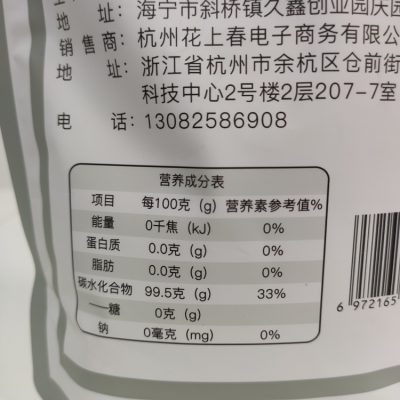 地址:海宁市斜桥镇久鑫创业园庆园
销售商:杭州花上春电子商务有限公
地址:浙江省杭州市余杭区仓前街
科技中心2号楼2层207-7室
电话:13082586908
营养成分表
项目 每100克(g) 营养素参考值%
能量 0千焦(kJ) 0%
蛋白质 0.0克(g) 0%
脂肪 0.0克(g) 0%
碳水化合物 99.5克(g) 33%
——糖 0克(g)
钠 0毫克(mg) 0%
6 972165